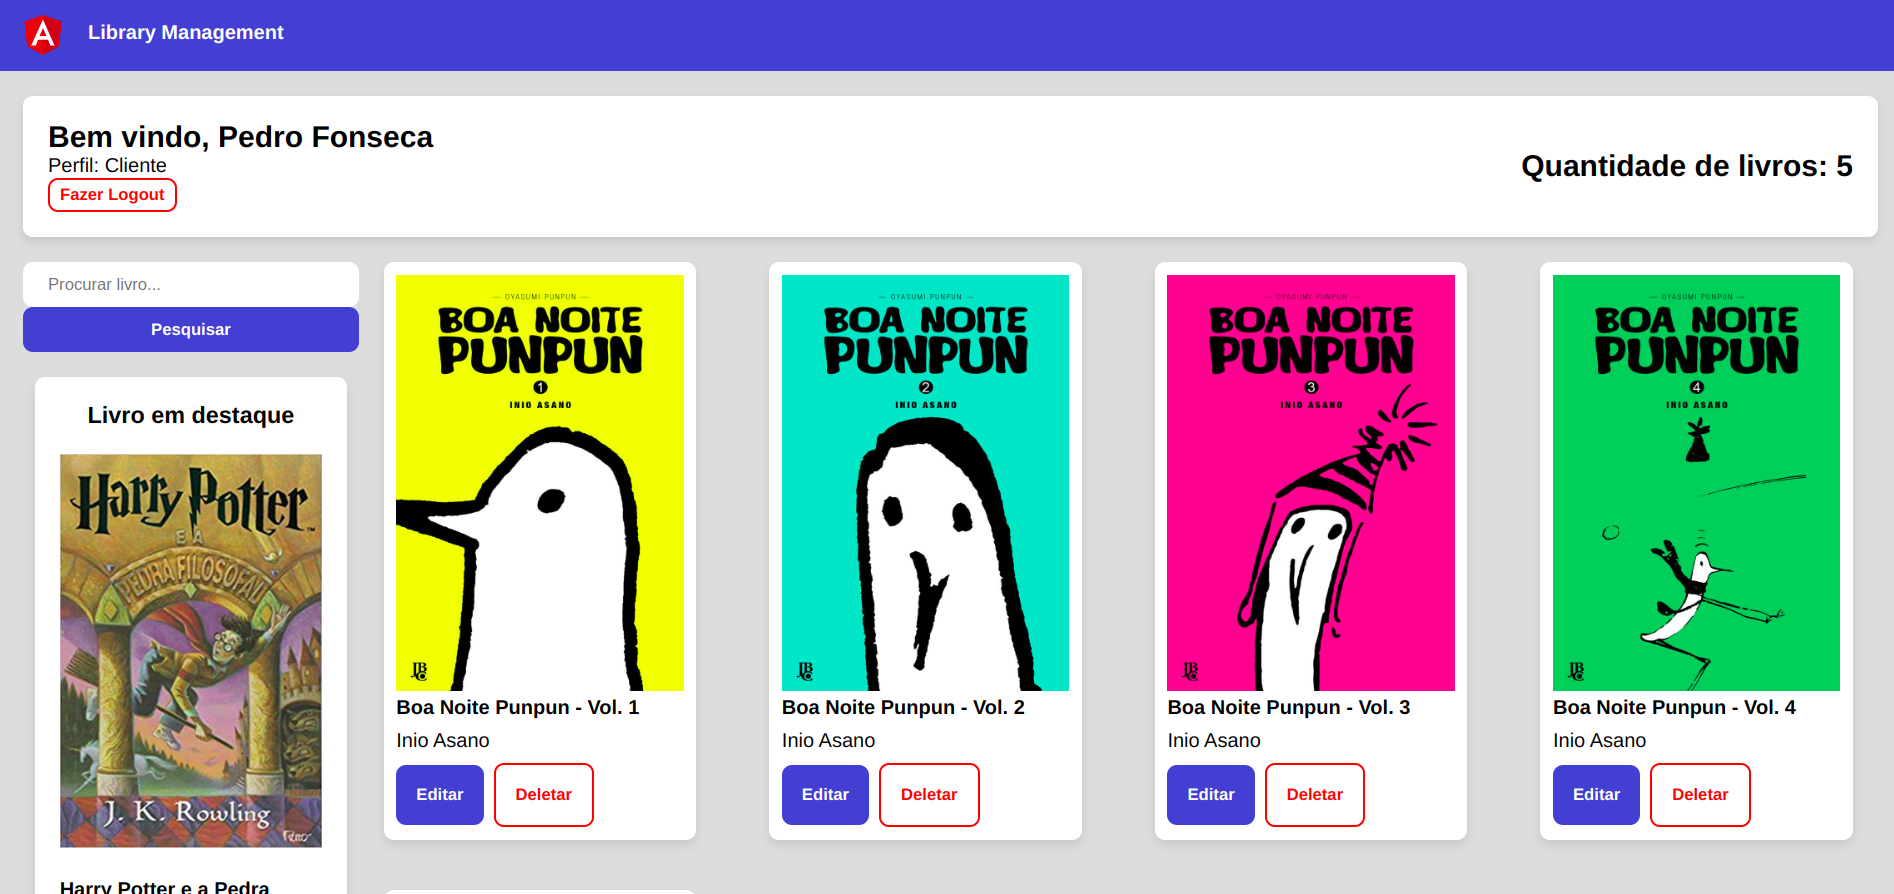 Library Management
Bem vindo, Pedro Fonseca
Perfil: Cliente
Fazer Logout
Quantidade de livros: 5
Procurar livro...
Pesquisar
Livro em destaque
Harry Potter™
E A
PEDRA FILOSOFAL
J. K. Rowling
Harry Potter e a Pedra
— OYASUMI PUNPUN —
BOA NOITE
PUNPUN
1
INIO ASANO
JBC
Boa Noite Punpun - Vol. 1
Inio Asano
Editar
Deletar
— OYASUMI PUNPUN —
BOA NOITE
PUNPUN
2
INIO ASANO
JBC
Boa Noite Punpun - Vol. 2
Inio Asano
Editar
Deletar
— OYASUMI PUNPUN —
BOA NOITE
PUNPUN
3
INIO ASANO
JBC
Boa Noite Punpun - Vol. 3
Inio Asano
Editar
Deletar
— OYASUMI PUNPUN —
BOA NOITE
PUNPUN
4
INIO ASANO
JBC
Boa Noite Punpun - Vol. 4
Inio Asano
Editar
Deletar